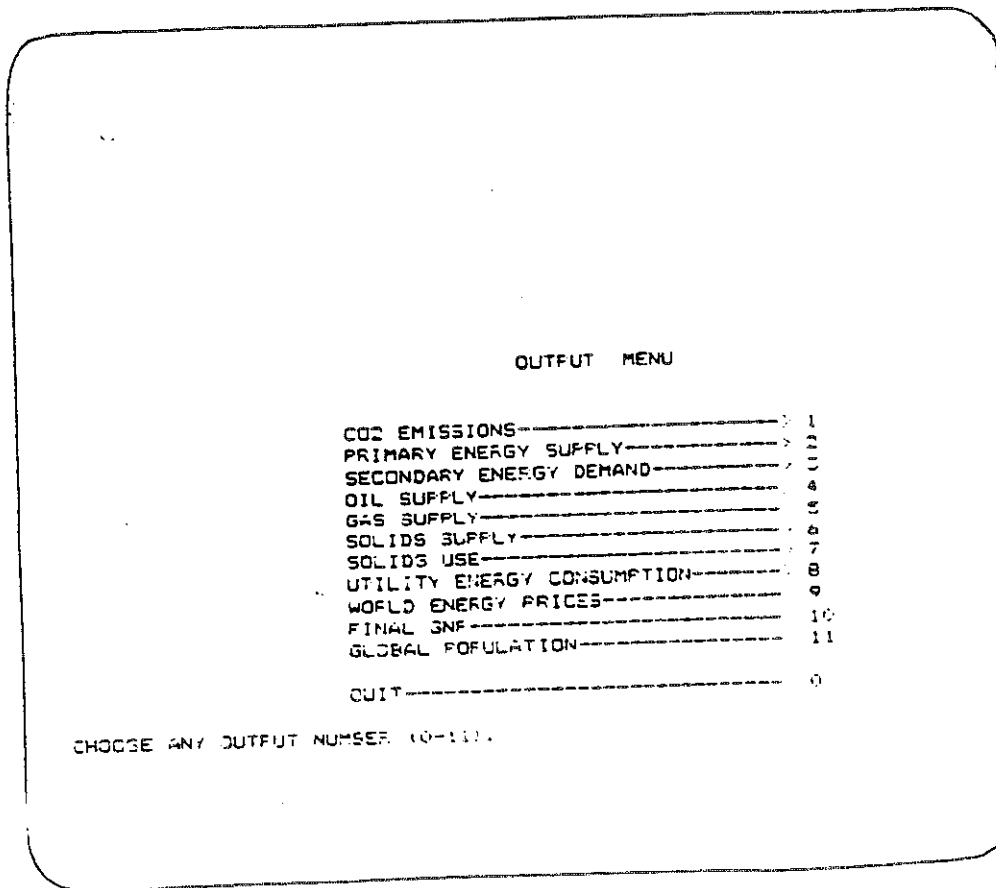 OUTPUT MENU
CO2 EMISSIONS----------------------------> 1
PRIMARY ENERGY SUPPLY----------------> 2
SECONDARY ENERGY DEMAND-------------> 3
OIL SUPPLY-------------------------------- 4
GAS SUPPLY-------------------------------- 5
SOLIDS SUPPLY----------------------------- 6
SOLIDS USE-------------------------------> 7
UTILITY ENERGY CONSUMPTION----------> 8
WORLD ENERGY PRICES------------------- 9
FINAL GNP--------------------------------- 10
GLOBAL POPULATION---------------------- 11
QUIT--------------------------------------- 0
CHOOSE ANY OUTPUT NUMBER (0-11).